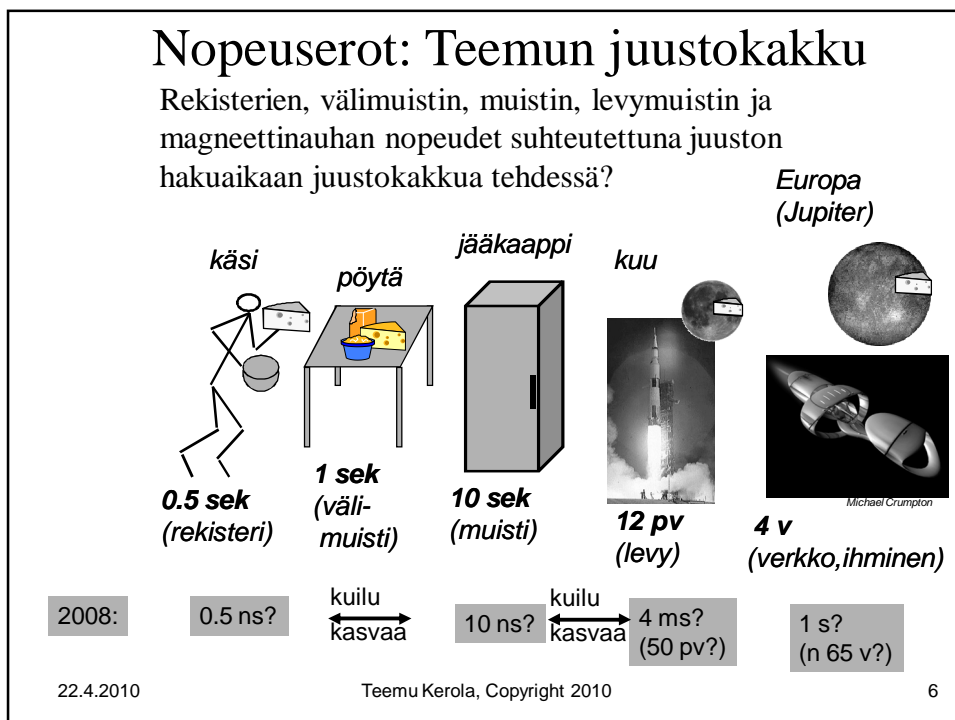 Nopeuserot: Teemun juustokakku
Rekisterien, välimuistin, muistin, levymuistin ja
magneettinauhan nopeudet suhteutettuna juuston
hakuaikaan juustokakkua tehdessä?
Europa
(Jupiter)
käsi
pöytä
jääkaappi
kuu
Michael Crumpton
0.5 sek
(rekisteri)
1 sek
(väli-
muisti)
10 sek
(muisti)
12 pv
(levy)
4 v
(verkko,ihminen)
2008:
0.5 ns?
kuilu
kasvaa
10 ns?
kuilu
kasvaa
4 ms?
(50 pv?)
1 s?
(n 65 v?)
22.4.2010
Teemu Kerola, Copyright 2010
6